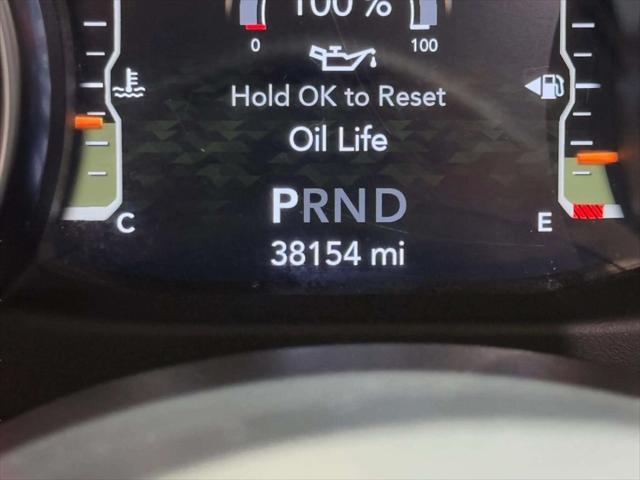 100%
0 100
Hold OK to Reset
Oil Life
PRND
C E
38154 mi